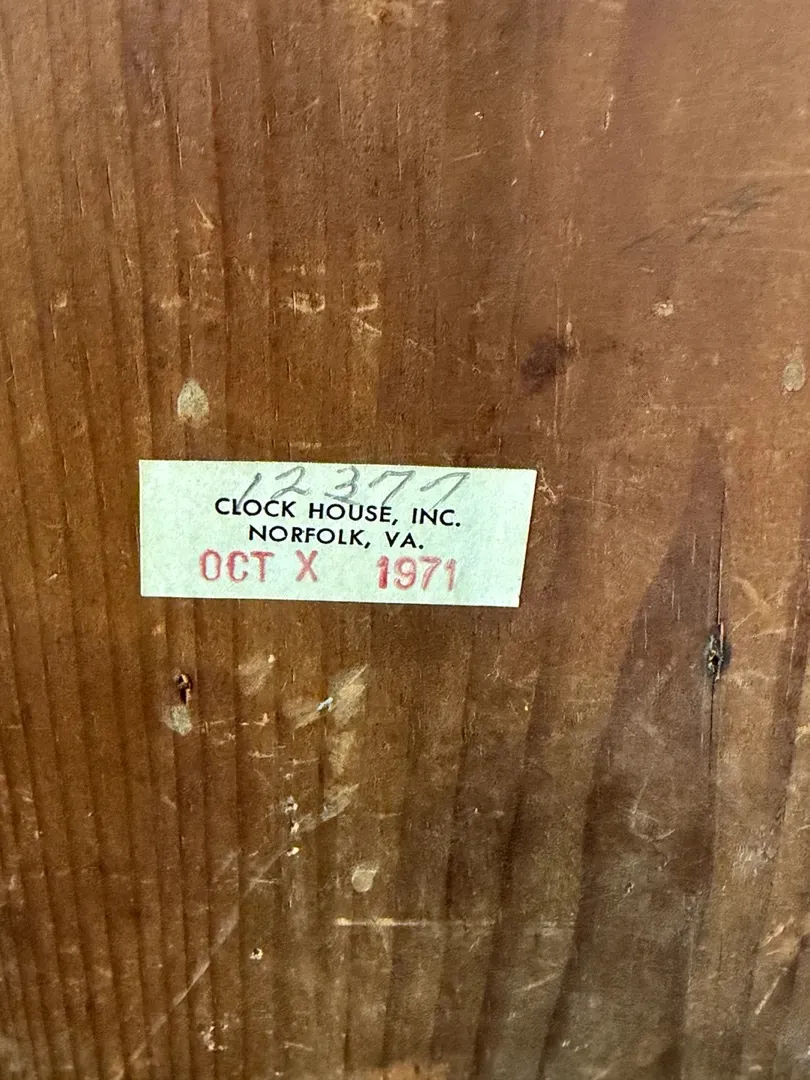 12377
CLOCK HOUSE, INC.
NORFOLK, VA.
OCT X 1971